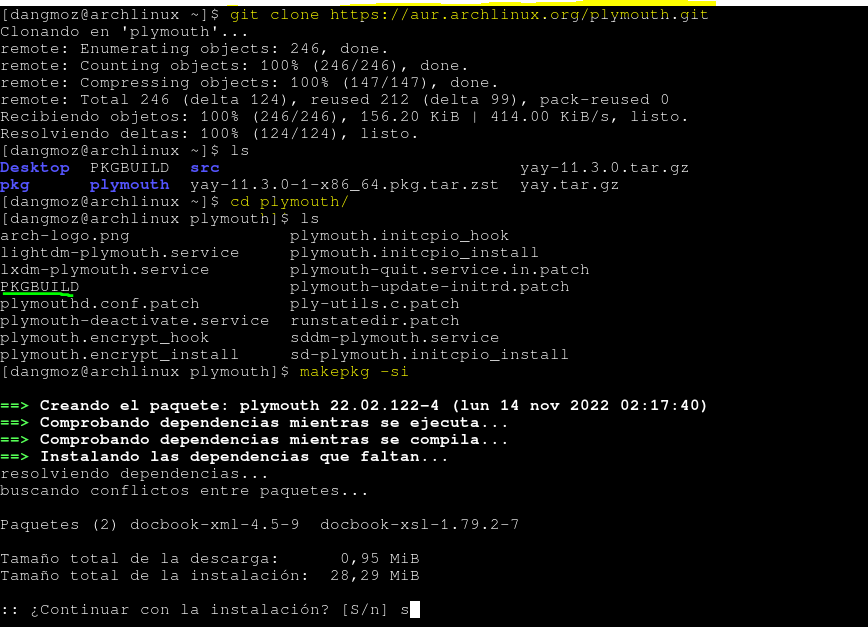 [dangmoz@archlinux ~]$ git clone https://aur.archlinux.org/plymouth.git
Clonando en 'plymouth'...
remote: Enumerating objects: 246, done.
remote: Counting objects: 100% (246/246), done.
remote: Compressing objects: 100% (147/147), done.
remote: Total 246 (delta 124), reused 212 (delta 99), pack-reused 0
Recibiendo objetos: 100% (246/246), 156.20 KiB | 414.00 KiB/s, listo.
Resolviendo deltas: 100% (124/124), listo.
[dangmoz@archlinux ~]$ ls
Desktop  PKGBUILD  src                              yay-11.3.0.tar.gz
pkg      plymouth  yay-11.3.0-1-x86_64.pkg.tar.zst  yay.tar.gz
[dangmoz@archlinux ~]$ cd plymouth/
[dangmoz@archlinux plymouth]$ ls
arch-logo.png                plymouth.initcpio_hook
lightdm-plymouth.service     plymouth.initcpio_install
lxdm-plymouth.service        plymouth-quit.service.in.patch
PKGBUILD                     plymouth-update-initrd.patch
plymouthd.conf.patch         ply-utils.c.patch
plymouth-deactivate.service  runstatedir.patch
plymouth.encrypt_hook        sddm-plymouth.service
plymouth.encrypt_install     sd-plymouth.initcpio_install
[dangmoz@archlinux plymouth]$ makepkg -si
==> Creando el paquete: plymouth 22.02.122-4 (lun 14 nov 2022 02:17:40)
==> Comprobando dependencias mientras se ejecuta...
==> Comprobando dependencias mientras se compila...
==> Instalando las dependencias que faltan...
resolviendo dependencias...
buscando conflictos entre paquetes...
Paquetes (2) docbook-xml-4.5-9  docbook-xsl-1.79.2-7
Tamaño total de la descarga:      0,95 MiB
Tamaño total de la instalación:  28,29 MiB
:: ¿Continuar con la instalación? [S/n] s